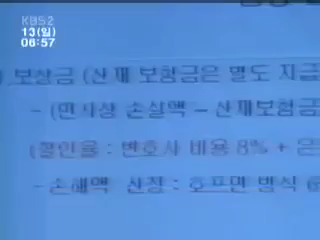 KBS2
13(일)
06:57
) 보상금 (산재 보험금은 별도 지급
- (면사상 손실액 - 산재보험금
(할인율 : 변호사 비용 8% +
- 손해액 산정 : 호프만 방식